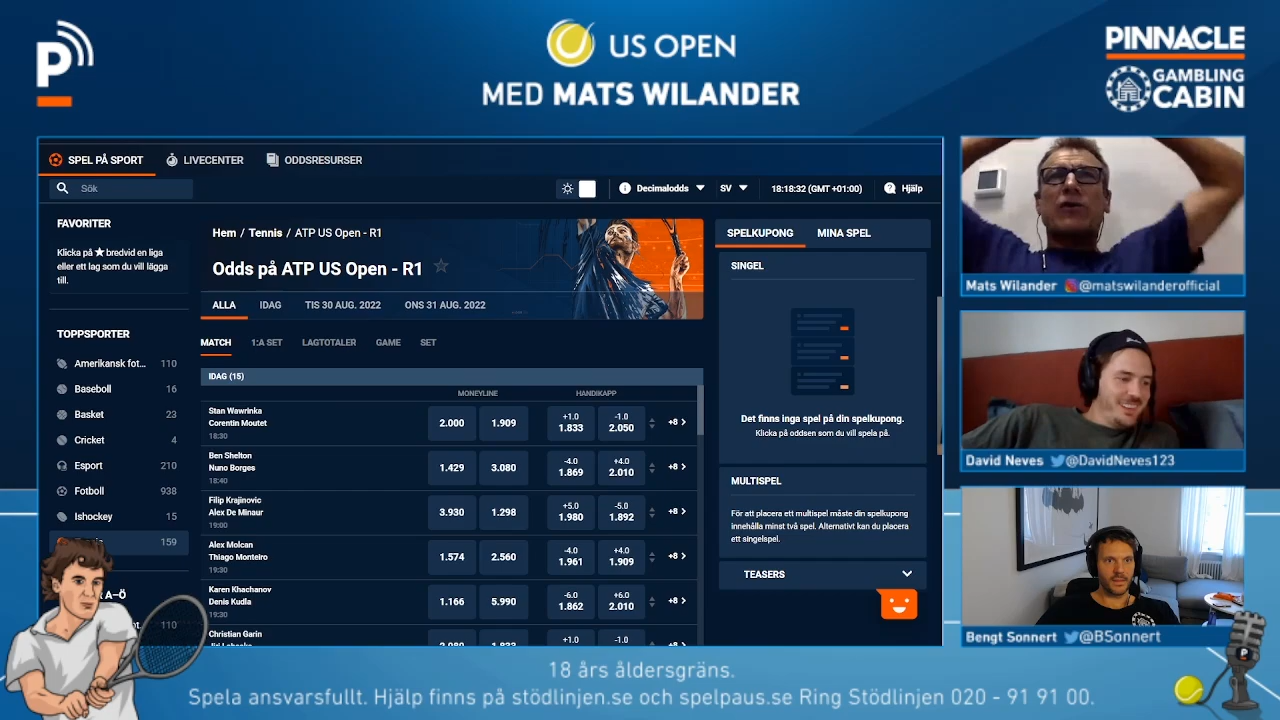 P
US OPEN
MED MATS WILANDER
PINNACLE
GAMBLING
CABIN
SPEL PÅ SPORT
LIVECENTER
ODDSRESURSER
Sök
Decimalodds
SV
18:18:32 (GMT +01:00)
Hjälp
FAVORITER
Klicka på ★ bredvid en liga
eller ett lag som du vill lägga
till.
TOPPSPORTER
Amerikansk fot... 110
Baseboll 16
Basket 23
Cricket 4
Esport 210
Fotboll 938
Ishockey 15
159
A–Ö
110
Hem / Tennis / ATP US Open - R1
Odds på ATP US Open - R1
ALLA
IDAG
TIS 30 AUG. 2022
ONS 31 AUG. 2022
MATCH
1:A SET
LAGTOTALER
GAME
SET
IDAG (15)
MONEYLINE
HANDIKAPP
Stan Wawrinka
Corentin Moutet
18:30
2.000
1.909
+1.0
1.833
-1.0
2.050
+8
Ben Shelton
Nuno Borges
18:40
1.429
3.080
-4.0
1.869
+4.0
2.010
+8
Filip Krajinovic
Alex De Minaur
19:00
3.930
1.298
+5.0
1.980
-5.0
1.892
+8
Alex Molcan
Thiago Monteiro
19:30
1.574
2.560
-4.0
1.961
+4.0
1.909
+8
Karen Khachanov
Denis Kudla
19:30
1.166
5.990
-6.0
1.862
+6.0
2.010
+8
Christian Garin
+1.0
-1.0
+8
SPELKUPONG
MINA SPEL
SINGEL
Det finns inga spel på din spelkupong.
Klicka på oddsen som du vill spela på.
MULTISPEL
För att placera ett multispel måste din spelkupong
innehålla minst två spel. Alternativt kan du placera
ett singelspel.
TEASERS
Mats Wilander @matswilanderofficial
David Neves @DavidNeves123
Bengt Sonnert @BSonnert
P
18 års åldersgräns.
Spela ansvarsfullt. Hjälp finns på stödlinjen.se och spelpaus.se Ring Stödlinjen 020 - 91 91 00.